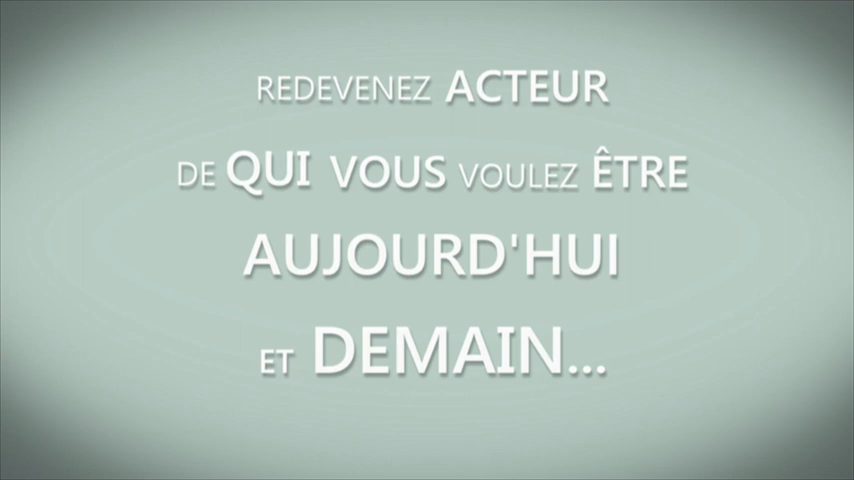 REDEVENEZ ACTEUR
DE QUI VOUS VOULEZ ÊTRE
AUJOURD'HUI
ET DEMAIN...